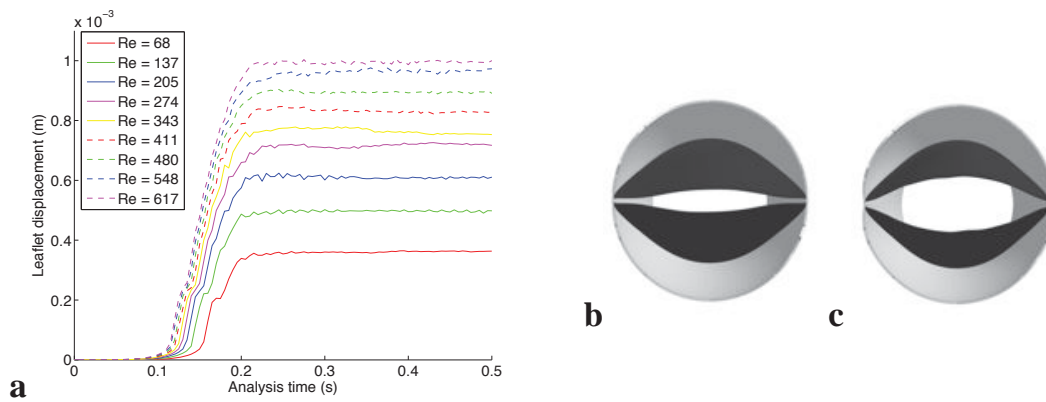 x 10⁻³
Re = 68
Re = 137
Re = 205
Re = 274
Re = 343
Re = 411
Re = 480
Re = 548
Re = 617
Leaflet displacement (m)
1
0.8
0.6
0.4
0.2
0
0 0.1 0.2 0.3 0.4 0.5
Analysis time (s)
a
b
c